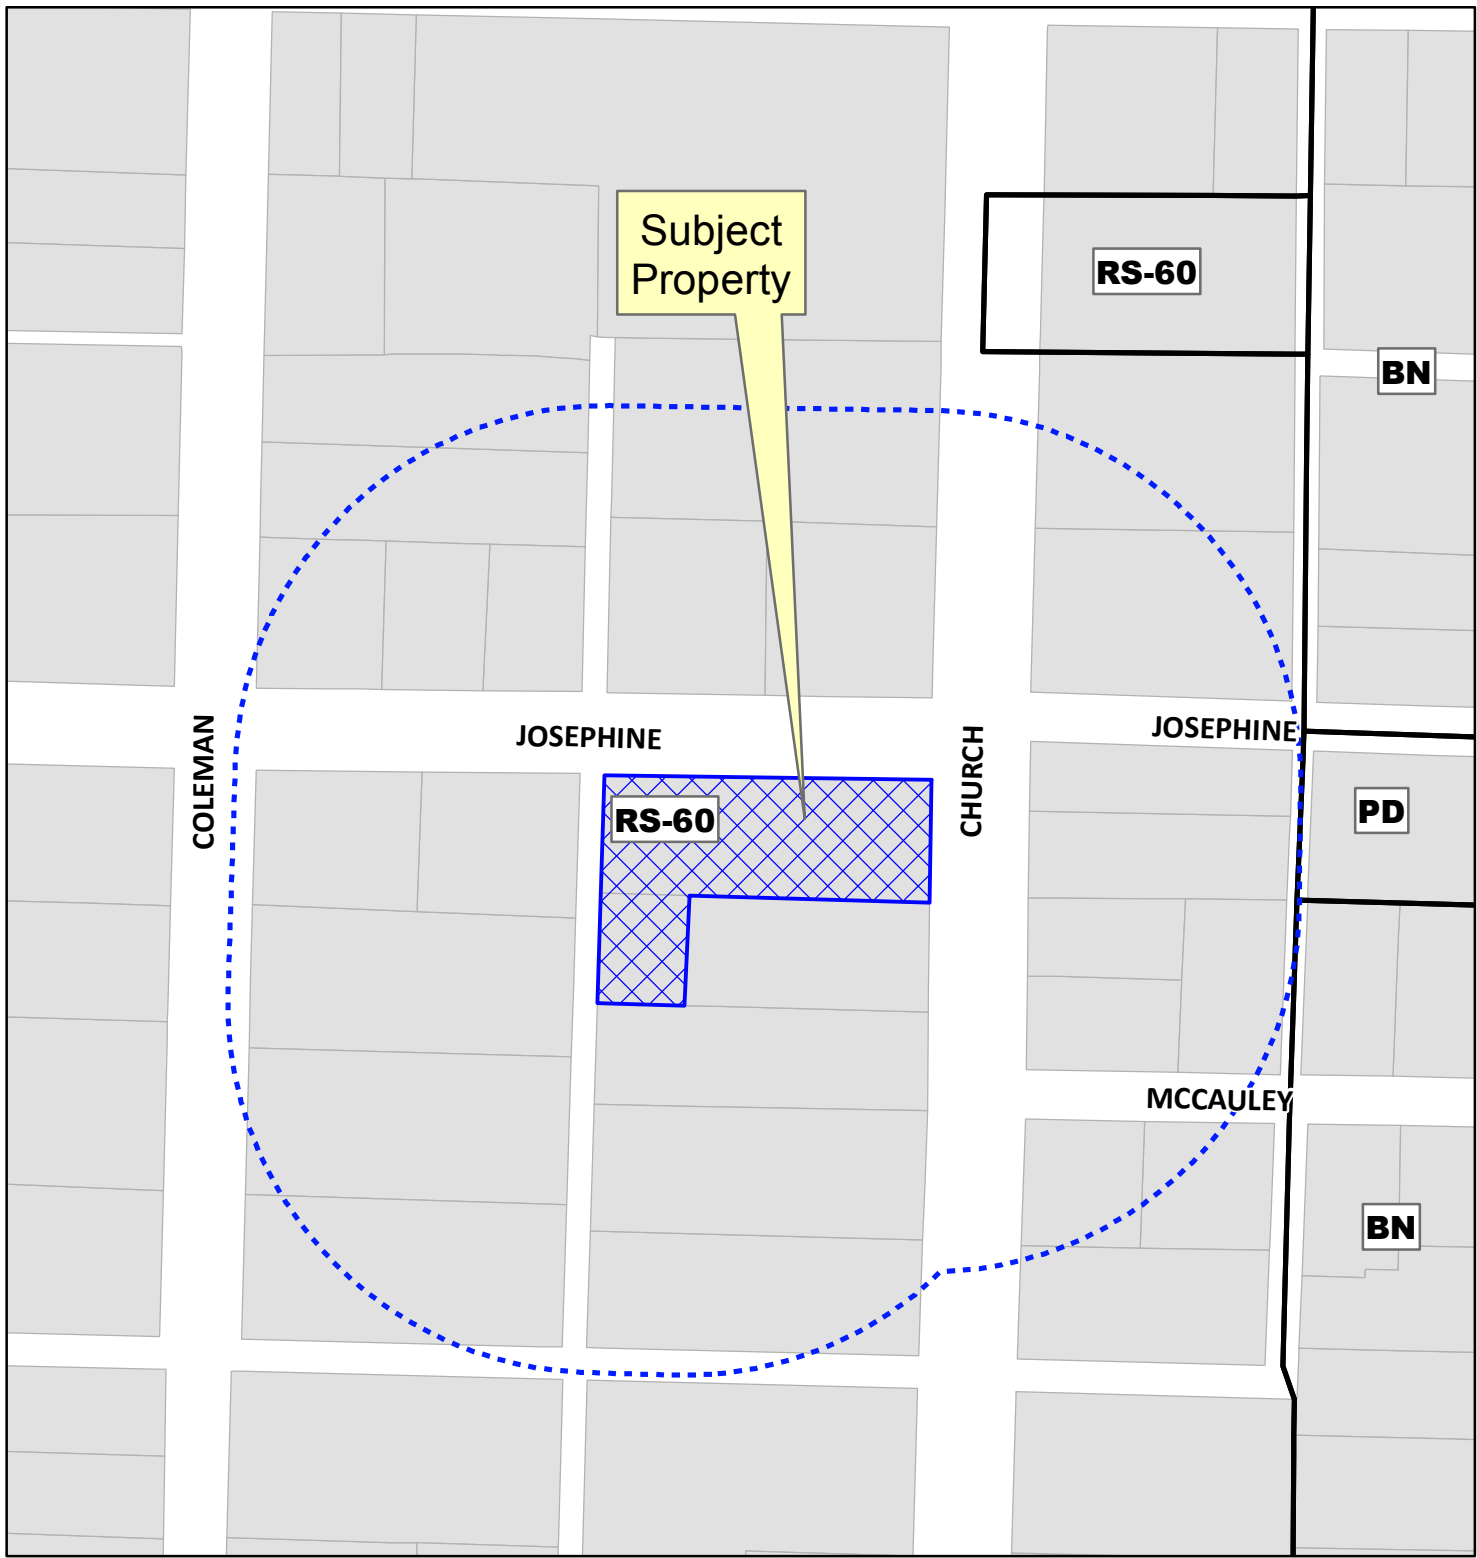 Subject
Property
RS-60
BN
JOSEPHINE
JOSEPHINE
COLEMAN
CHURCH
RS-60
PD
MCCAULEY
BN